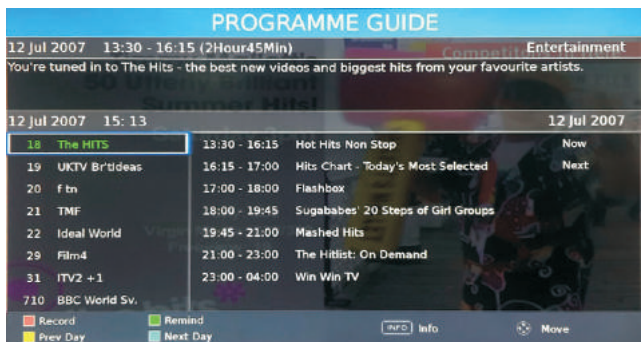 PROGRAMME GUIDE
12 Jul 2007 13:30 - 16:15 (2Hour45Min) Entertainment
You're tuned in to The Hits - the best new videos and biggest hits from your favourite artists.
12 Jul 2007 15: 13 12 Jul 2007
18 The HITS 13:30 - 16:15 Hot Hits Non Stop Now
19 UKTV Br'tIdeas 16:15 - 17:00 Hits Chart - Today's Most Selected Next
20 f tn 17:00 - 18:00 Flashbox
21 TMF 18:00 - 19:45 Sugababes' 20 Steps of Girl Groups
22 Ideal World 19:45 - 21:00 Mashed Hits
29 Film4 21:00 - 23:00 The Hitlist: On Demand
31 ITV2 +1 23:00 - 04:00 Win Win TV
710 BBC World Sv.
Record Remind INFO Info Move
Prev Day Next Day